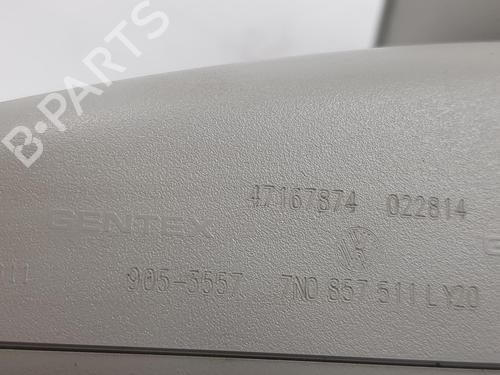 B-PARTS
47167874 022814
GENTEX
905-3557 7N0 857 511 L Y20